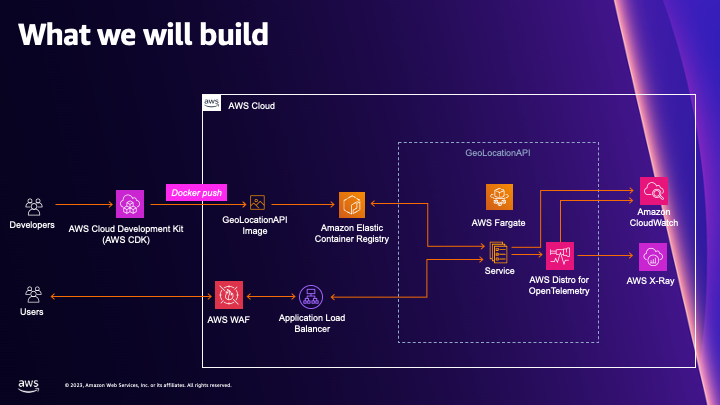 What we will build
aws
AWS Cloud
GeoLocationAPI
Docker push
Developers
AWS Cloud Development Kit
(AWS CDK)
GeoLocationAPI
Image
Amazon Elastic
Container Registry
AWS Fargate
Amazon
CloudWatch
Service
AWS Distro for
OpenTelemetry
AWS X-Ray
Users
AWS WAF
Application Load
Balancer
aws
© 2023, Amazon Web Services, Inc. or its affiliates. All rights reserved.